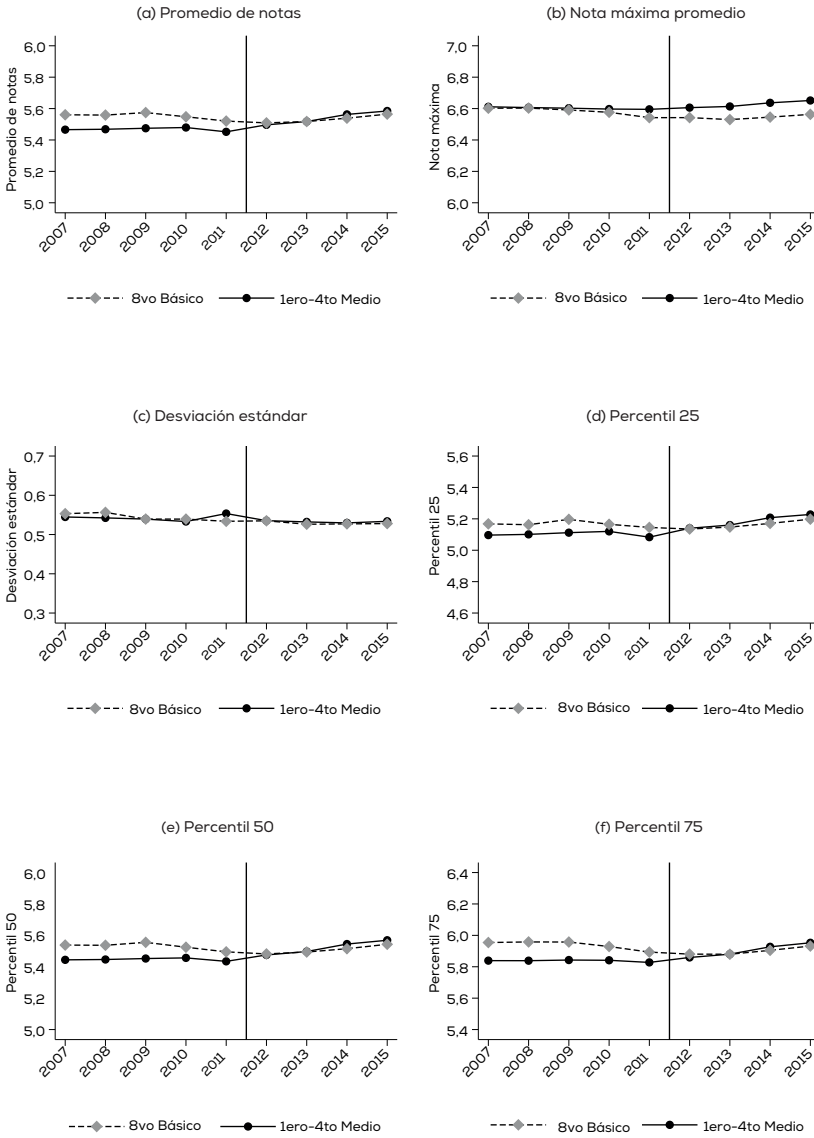 (a) Promedio de notas
Promedio de notas
6,0
5,8
5,6
5,4
5,2
5,0
2007 2008 2009 2010 2011 2012 2013 2014 2015
8vo Básico 1ero-4to Medio
(b) Nota máxima promedio
Nota máxima
7,0
6,8
6,6
6,4
6,2
6,0
2007 2008 2009 2010 2011 2012 2013 2014 2015
8vo Básico 1ero-4to Medio
(c) Desviación estándar
Desviación estándar
0,7
0,6
0,5
0,4
0,3
2007 2008 2009 2010 2011 2012 2013 2014 2015
8vo Básico 1ero-4to Medio
(d) Percentil 25
Percentil 25
5,6
5,4
5,2
5,0
4,8
4,6
2007 2008 2009 2010 2011 2012 2013 2014 2015
8vo Básico 1ero-4to Medio
(e) Percentil 50
Percentil 50
6,0
5,8
5,6
5,4
5,2
5,0
2007 2008 2009 2010 2011 2012 2013 2014 2015
8vo Básico 1ero-4to Medio
(f) Percentil 75
Percentil 75
6,4
6,2
6,0
5,8
5,6
5,4
2007 2008 2009 2010 2011 2012 2013 2014 2015
8vo Básico 1ero-4to Medio